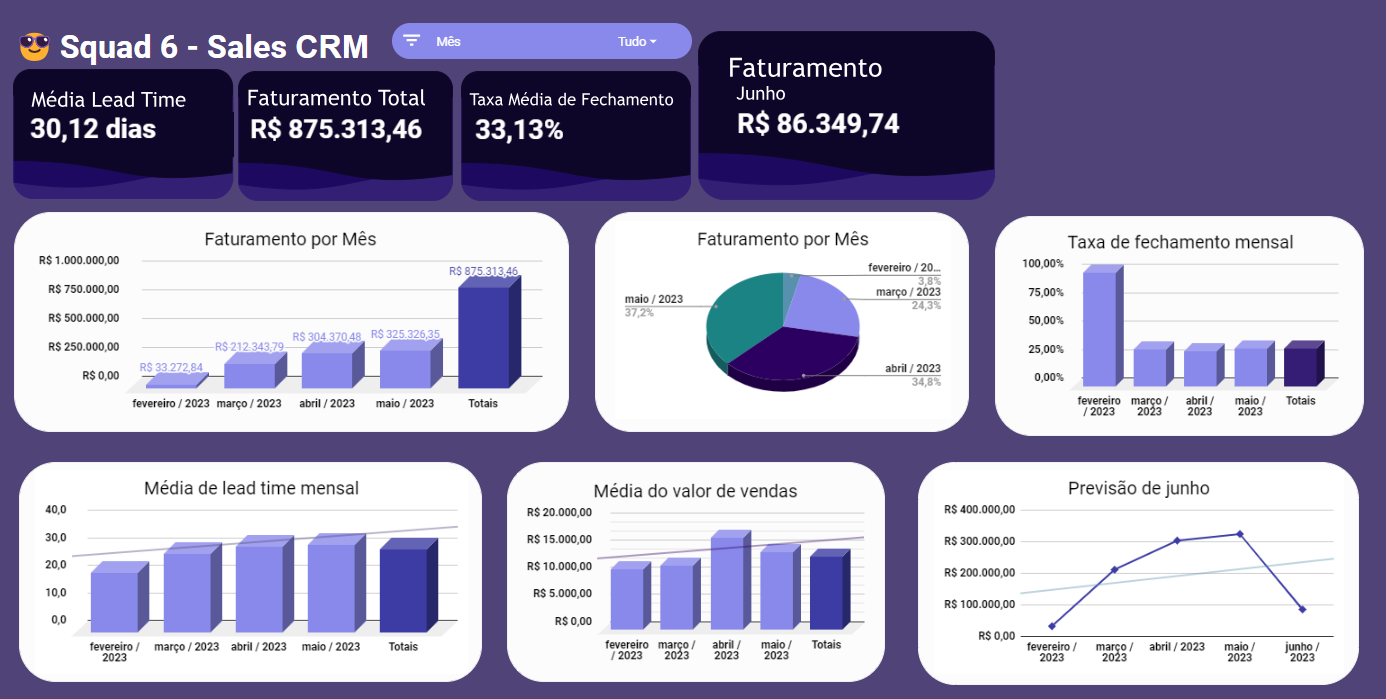 Squad 6 - Sales CRM
Mês
Tudo
Média Lead Time
30,12 dias
Faturamento Total
R$ 875.313,46
Taxa Média de Fechamento
33,13%
Faturamento
Junho
R$ 86.349,74
Faturamento por Mês
R$ 1.000.000,00
R$ 750.000,00
R$ 500.000,00
R$ 250.000,00
R$ 0,00
R$ 33.272,84
R$ 212.343,79
R$ 304.370,48
R$ 325.326,35
R$ 875.313,46
fevereiro / 2023
março / 2023
abril / 2023
maio / 2023
Totais
Faturamento por Mês
fevereiro / 20...
3,8%
março / 2023
24,3%
maio / 2023
37,2%
abril / 2023
34,8%
Taxa de fechamento mensal
100,00%
75,00%
50,00%
25,00%
0,00%
fevereiro
/ 2023
março /
2023
abril /
2023
maio /
2023
Totais
Média de lead time mensal
40,0
30,0
20,0
10,0
0,0
fevereiro /
2023
março / 2023
abril / 2023
maio / 2023
Totais
Média do valor de vendas
R$ 20.000,00
R$ 15.000,00
R$ 10.000,00
R$ 5.000,00
R$ 0,00
fevereiro
/ 2023
março /
2023
abril /
2023
maio /
2023
Totais
Previsão de junho
R$ 400.000,00
R$ 300.000,00
R$ 200.000,00
R$ 100.000,00
R$ 0,00
fevereiro /
2023
março /
2023
abril / 2023
maio /
2023
junho /
2023